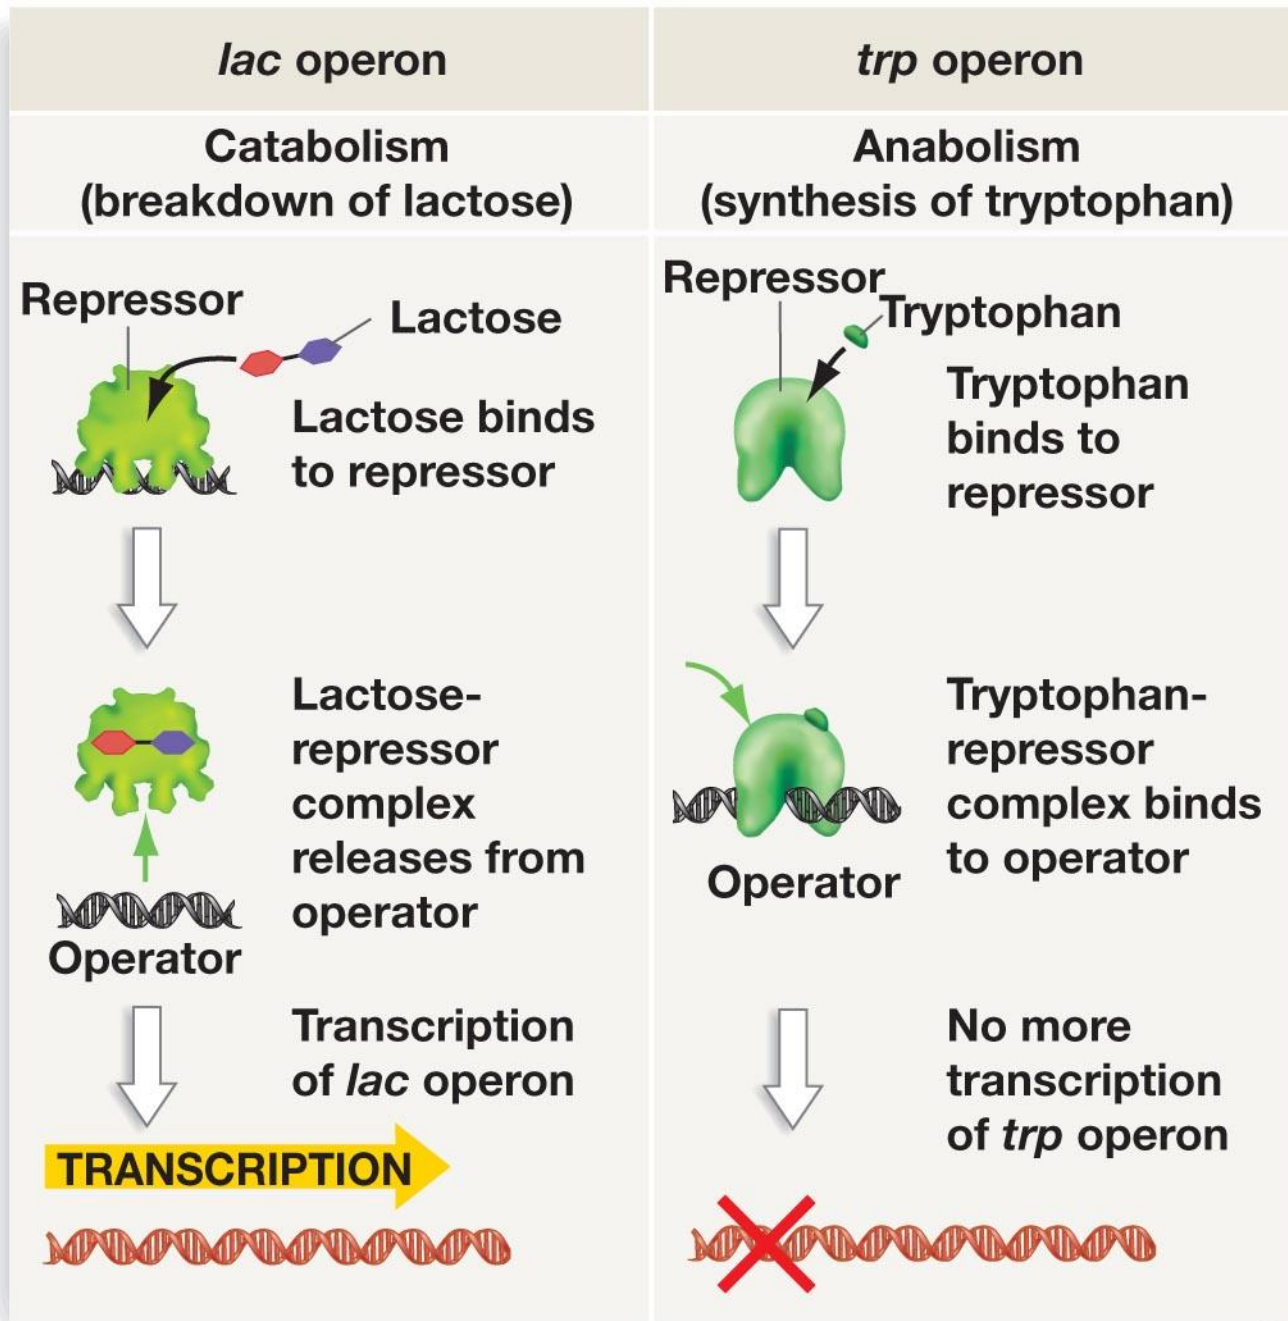 lac operon
Catabolism
(breakdown of lactose)
Repressor
Lactose
Lactose binds
to repressor
Lactose-
repressor
complex
releases from
operator
Operator
Transcription
of lac operon
TRANSCRIPTION
trp operon
Anabolism
(synthesis of tryptophan)
Repressor
Tryptophan
Tryptophan
binds to
repressor
Tryptophan-
repressor
complex binds
to operator
Operator
No more
transcription
of trp operon